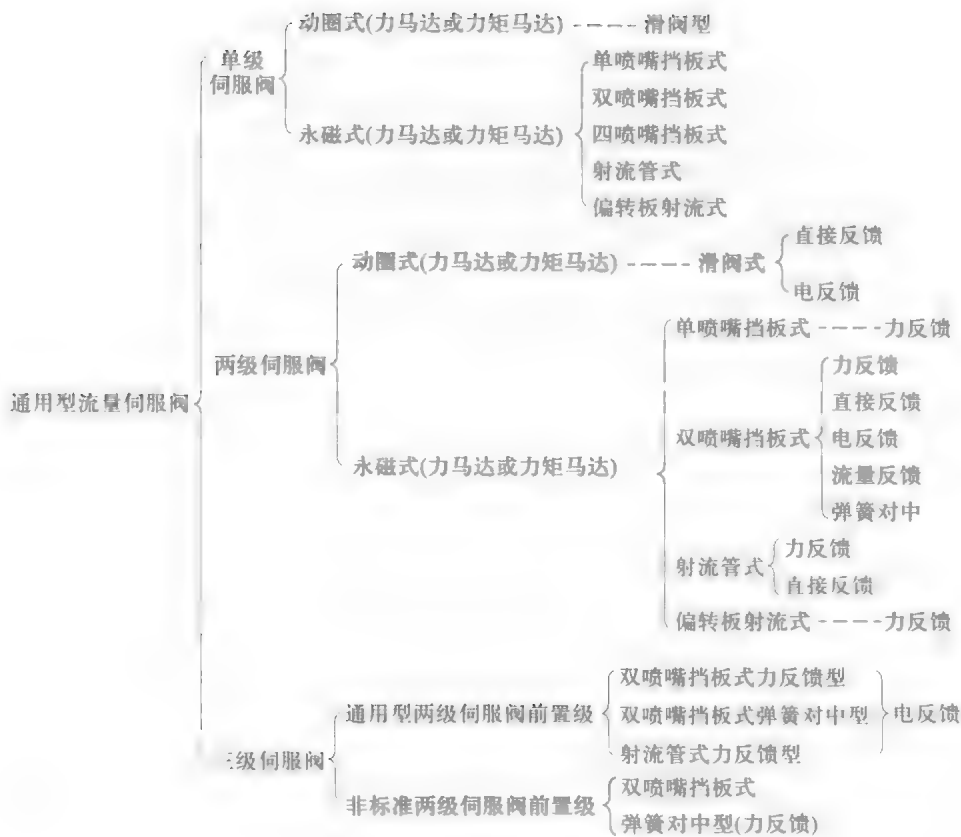 动圈式(力马达或力矩马达)----滑阀型
单级
伺服阀
单喷嘴挡板式
双喷嘴挡板式
永磁式(力马达或力矩马达)
四喷嘴挡板式
射流管式
偏转板射流式
直接反馈
动圈式(力马达或力矩马达)----滑阀式
电反馈
单喷嘴挡板式----力反馈
两级伺服阀
力反馈
通用型流量伺服阀
直接反馈
双喷嘴挡板式
电反馈
永磁式(力马达或力矩马达)
流量反馈
弹簧对中
力反馈
射流管式
直接反馈
偏转板射流式----力反馈
双喷嘴挡板式力反馈型
通用型两级伺服阀前置级
双喷嘴挡板式弹簧对中型
电反馈
三级伺服阀
射流管式力反馈型
双喷嘴挡板式
非标准两级伺服阀前置级
弹簧对中型(力反馈)